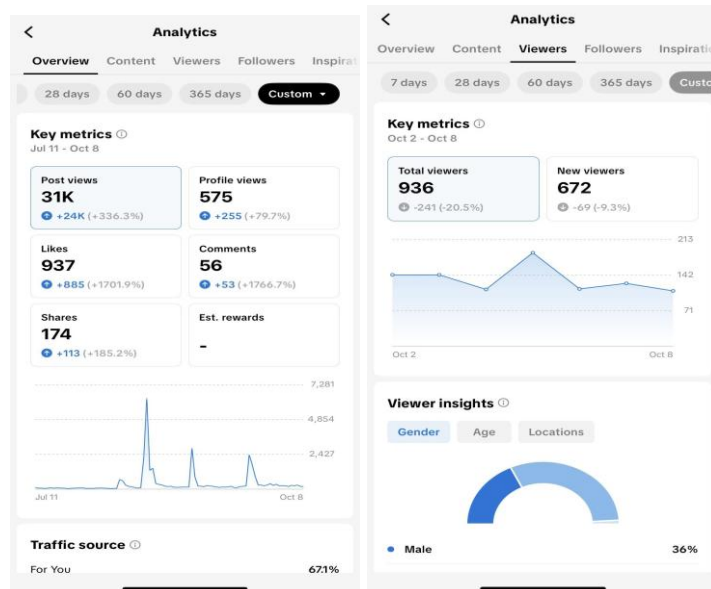 Analytics
Overview Content Viewers Followers Inspirat
28 days 60 days 365 days Custom
Key metrics
Jul 11 - Oct 8
Post views
31K
+24K (+336.3%)
Profile views
575
+255 (+79.7%)
Likes
937
+885 (+1701.9%)
Comments
56
+53 (+1766.7%)
Shares
174
+113 (+185.2%)
Est. rewards
-
7,281
4,854
2,427
Jul 11 Oct 8
Traffic source
For You 67.1%
Analytics
Overview Content Viewers Followers Inspirati
7 days 28 days 60 days 365 days Custo
Key metrics
Oct 2 - Oct 8
Total viewers
936
-241 (-20.5%)
New viewers
672
-69 (-9.3%)
213
142
71
Oct 2 Oct 8
Viewer insights
Gender Age Locations
Male 36%